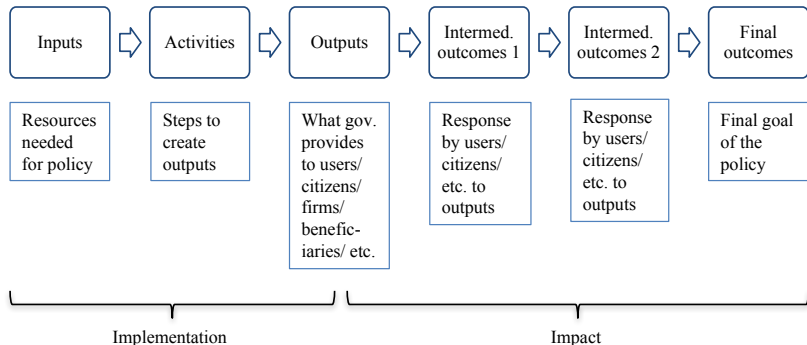 Inputs
Activities
Outputs
Intermed.
outcomes 1
Intermed.
outcomes 2
Final
outcomes
Resources
needed
for policy
Steps to
create
outputs
What gov.
provides
to users/
citizens/
firms/
benefic-
iaries/ etc.
Response
by users/
citizens/
etc. to
outputs
Response
by users/
citizens/
etc. to
outputs
Final goal
of the
policy
Implementation
Impact